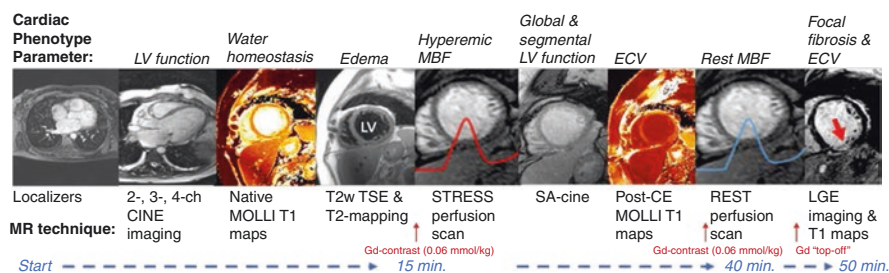 Cardiac
Phenotype
Parameter:
LV function
Water
homeostasis
Edema
Hyperemic
MBF
Global &
segmental
LV function
ECV
Rest MBF
Focal
fibrosis &
ECV
LV
Localizers
2-, 3-, 4-ch
CINE
imaging
Native
MOLLI T1
maps
T2w TSE &
T2-mapping
STRESS
perfusion
scan
SA-cine
Post-CE
MOLLI T1
maps
REST
perfusion
scan
LGE
imaging &
T1 maps
MR technique:
Gd-contrast (0.06 mmol/kg)
Gd-contrast (0.06 mmol/kg)
Gd "top-off"
Start
15 min.
40 min.
50 min.